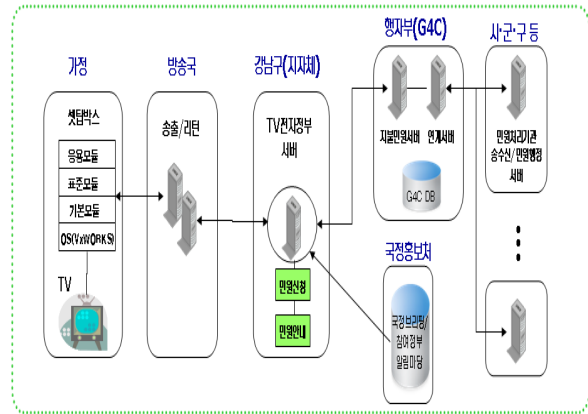 가정
방송국
강남구(지자체)
행자부(G4C)
시·군·구 등
셋탑박스
응용모듈
표준모듈
기본모듈
OS(VxWORKS)
TV
송출/리턴
TV전자정부
서버
민원신청
민원안내
지불민원서버
연계서버
G4C DB
국정홍보처
국정브리핑/
참여정부
알림마당
민원처리기관
송수신/민원행정
서버